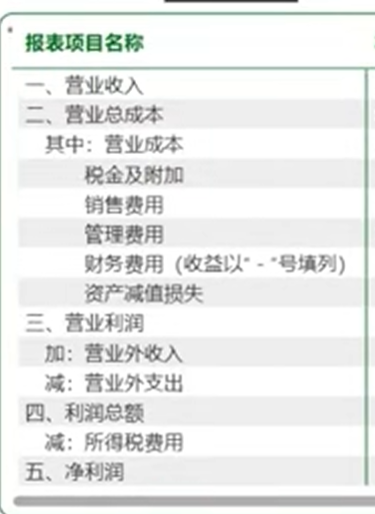 报表项目名称
一、营业收入
二、营业总成本
其中：营业成本
税金及附加
销售费用
管理费用
财务费用（收益以“-”号填列）
资产减值损失
三、营业利润
加：营业外收入
减：营业外支出
四、利润总额
减：所得税费用
五、净利润